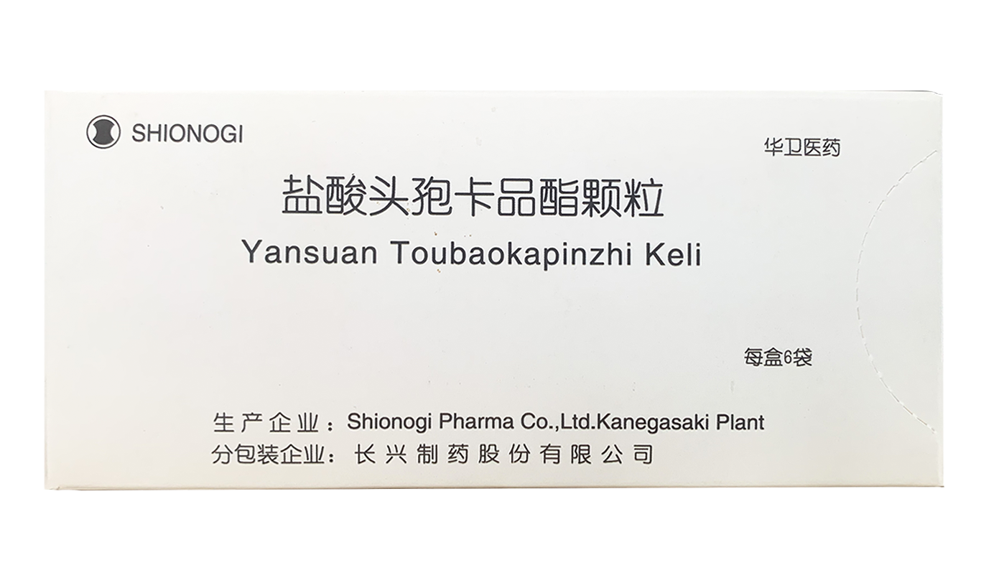 SHIONOGI
华卫医药
盐酸头孢卡品酯颗粒
Yansuan Toubaokapinzhi Keli
每盒6袋
生产企业：Shionogi Pharma Co.,Ltd.Kanegasaki Plant
分包装企业：长兴制药股份有限公司